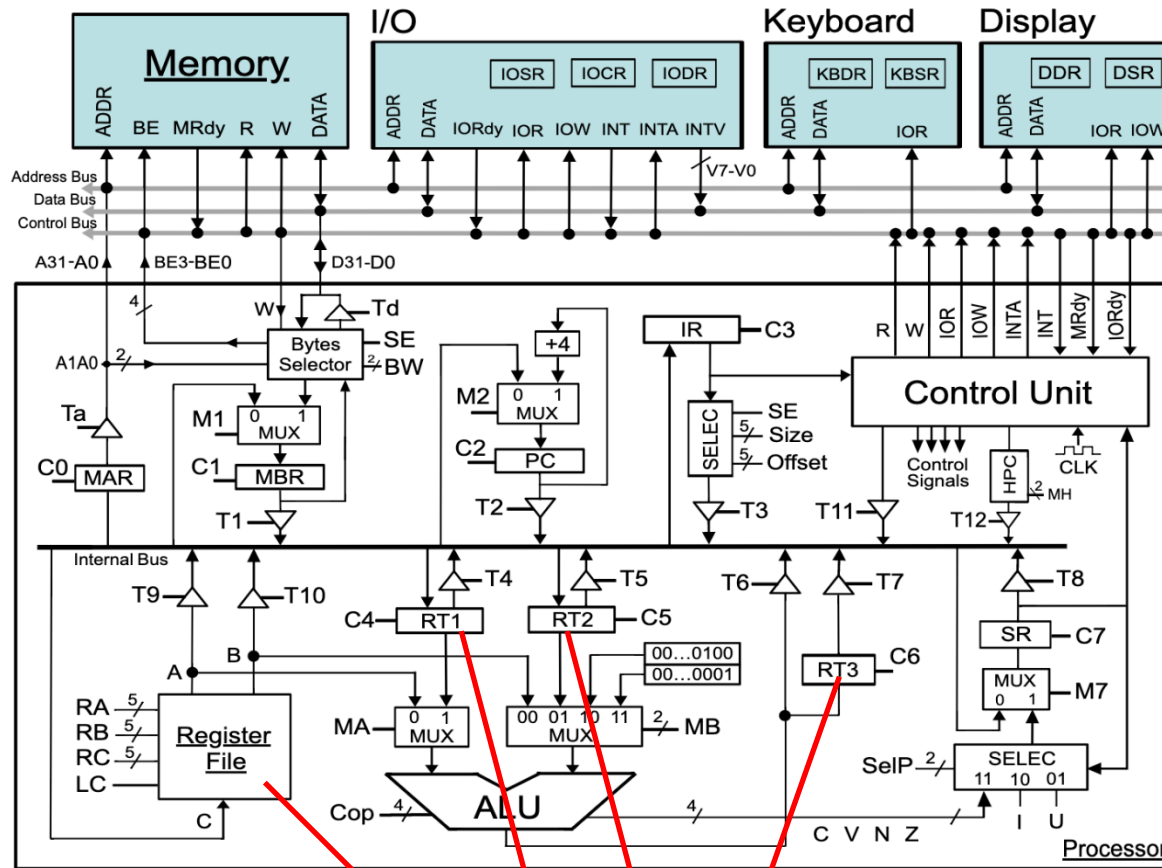 I/O
Keyboard
Display
Memory
IOSR
IOCR
IODR
KBDR
KBSR
DDR
DSR
ADDR
BE
MRdy
R
W
DATA
ADDR
DATA
IORdy
IOR
IOW
INT
INTA
INTV
ADDR
DATA
IOR
ADDR
DATA
IOR
IOW
V7-V0
Address Bus
Data Bus
Control Bus
A31-A0
BE3-BE0
D31-D0
4
W
Td
Bytes
Selector
SE
2
BW
A1A0
2
+4
IR
C3
R
W
IOR
IOW
INTA
INT
MRdy
IORdy
Control Unit
M1
0 1
MUX
M2
0 1
MUX
SELEC
SE
5
Size
5
Offset
Ta
C0
MAR
C1
MBR
C2
PC
Control
Signals
HPC
2
MH
CLK
T1
T2
T3
T11
T12
Internal Bus
T9
T10
T4
T5
T6
T7
T8
C4
RT1
RT2
C5
SR
C7
A
B
00...0100
00...0001
RT3
C6
MUX
0 1
M7
RA
5
RB
5
RC
5
LC
Register
File
MA
0 1
MUX
00 01 10 11
MUX
2
MB
SelP
2
SELEC
11 10 01
C
Cop
4
ALU
4
C V N Z
I
U
Processor